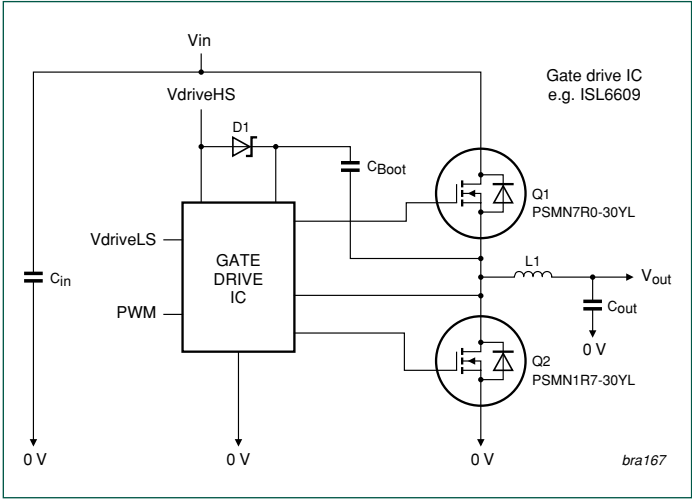 Vin
VdriveHS
Gate drive IC
e.g. ISL6609
D1
CBoot
Q1
PSMN7R0-30YL
VdriveLS
GATE
DRIVE
IC
L1
Vout
Cin
PWM
Cout
0 V
Q2
PSMN1R7-30YL
0 V
0 V
0 V
bra167